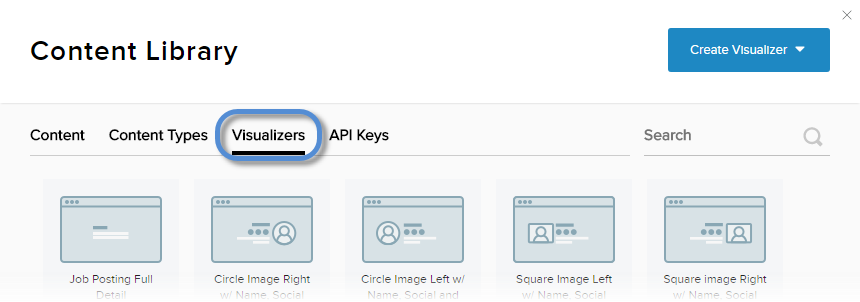 Content Library
Create Visualizer
Content Content Types Visualizers API Keys Search
Job Posting Full Circle Image Right Circle Image Left w/ Square Image Left Square image Right
Detail w/ Name, Social Name, Social and w/ Name, Social w/ Name, Social